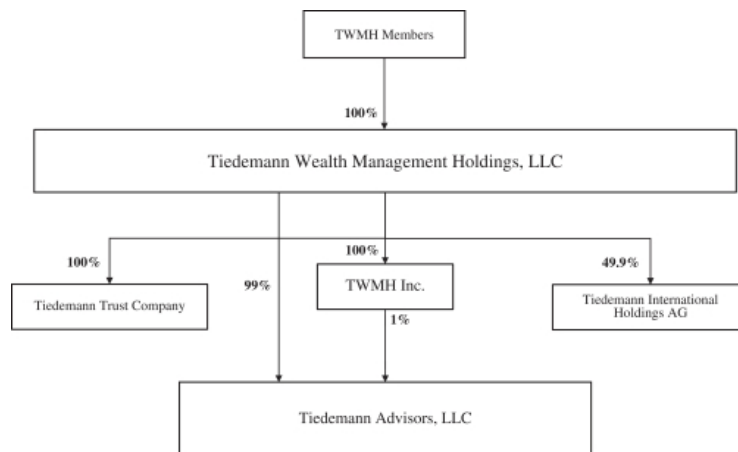 TWMH Members
100%
Tiedemann Wealth Management Holdings, LLC
100%
100%
49.9%
99%
Tiedemann Trust Company
TWMH Inc.
Tiedemann International
Holdings AG
1%
Tiedemann Advisors, LLC